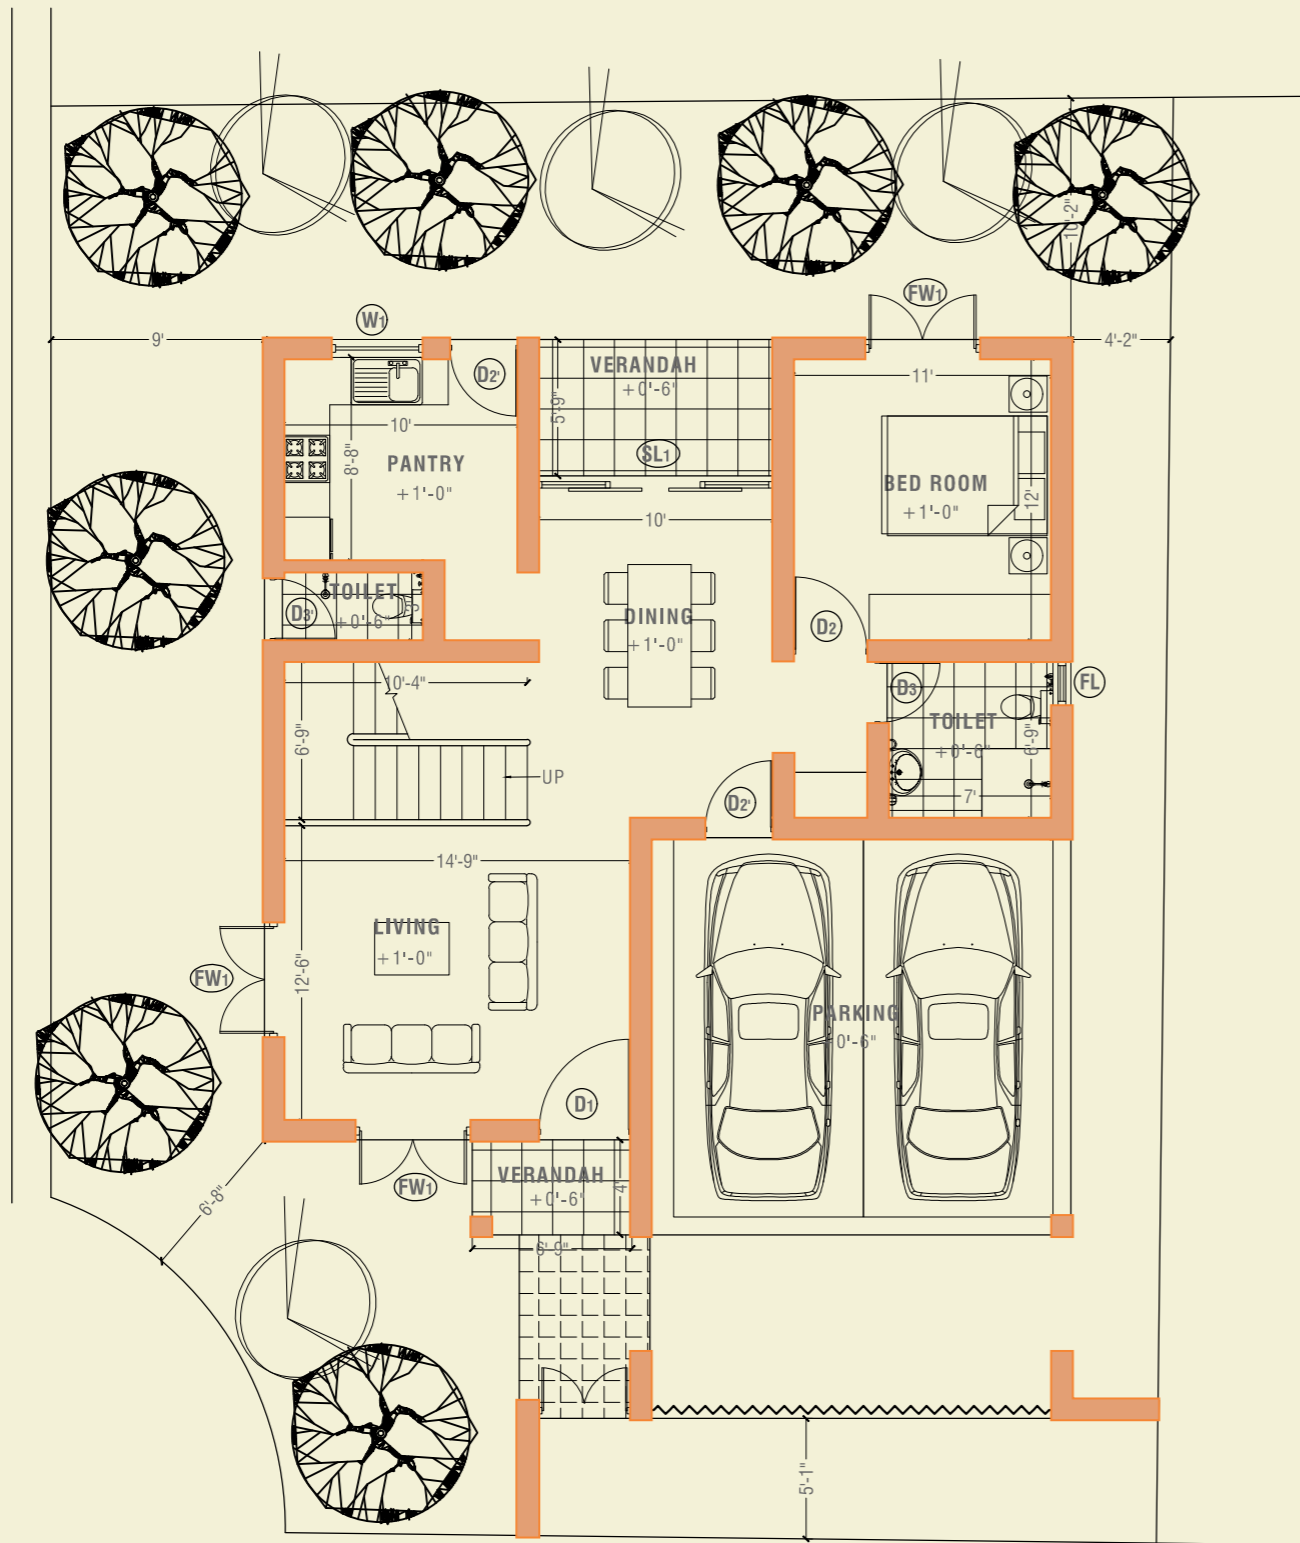 10'-2"
FW1
W1
9'
4'-2"
VERANDAH
+0'-6'
D2'
11'
5'-9"
10'
8'-8"
SL1
PANTRY
+1'-0"
BED ROOM
+1'-0"
12'
10'
TOILET
+0'-6"
D3'
DINING
+1'-0"
D2
10'-4"
D3
FL
TOILET
+0'-6'
6'-9"
6'-9"
UP
7'
D2'
14'-9"
LIVING
+1'-0"
FW1
12'-6"
PARKING
0'-6"
D1
VERANDAH
+0'-6'
4'
FW1
6'-8"
6'-9"
5'-1"